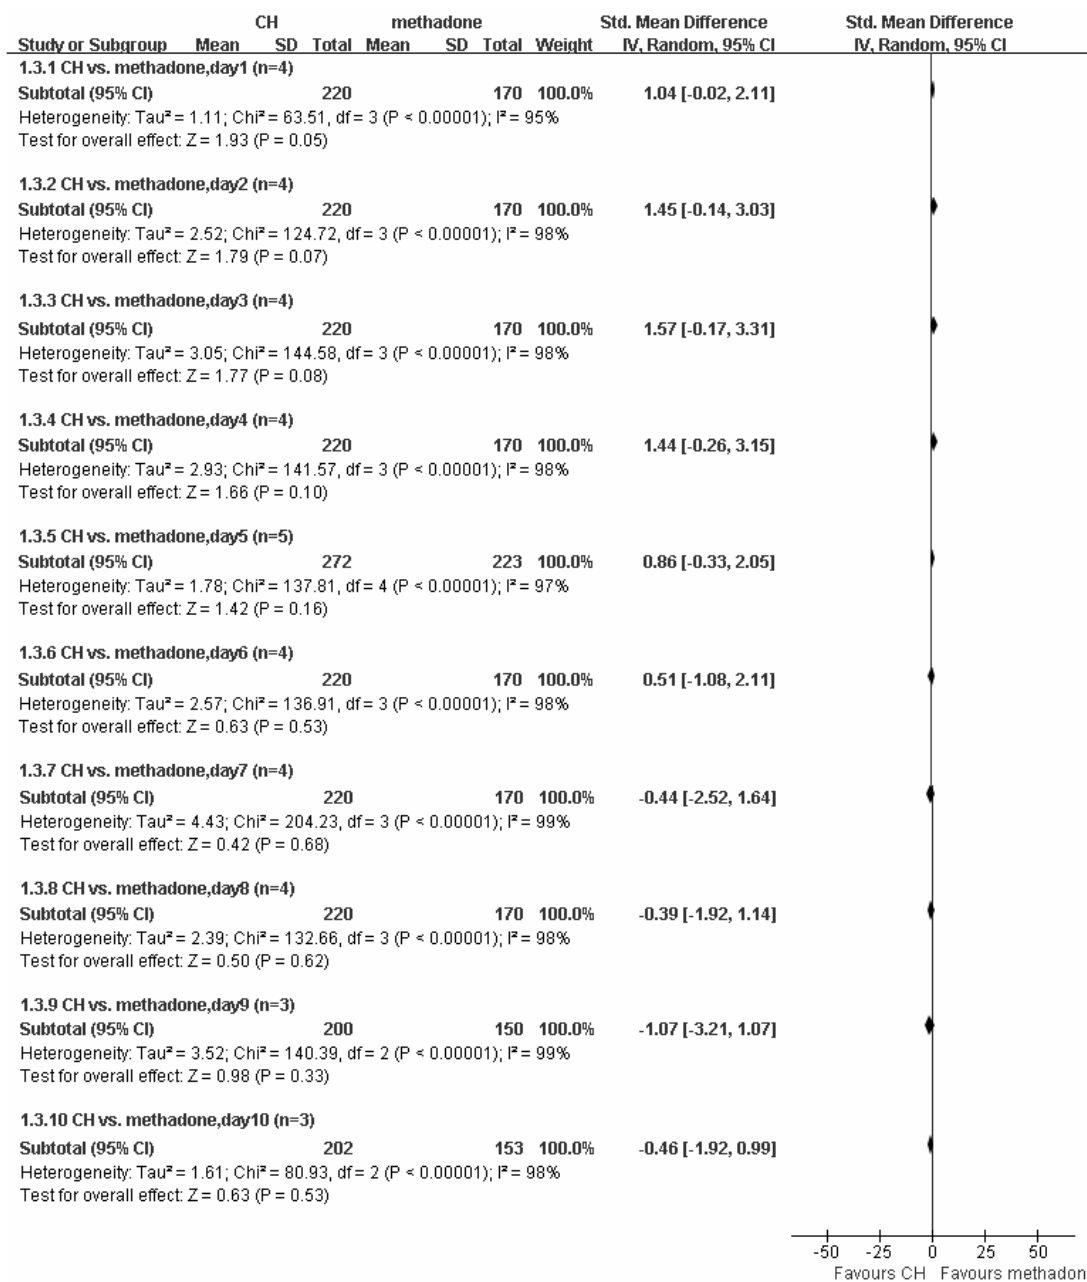 CH methadone Std. Mean Difference Std. Mean Difference
Study or Subgroup Mean SD Total Mean SD Total Weight IV, Random, 95% CI IV, Random, 95% CI
1.3.1 CH vs. methadone,day1 (n=4)
Subtotal (95% CI) 220 170 100.0% 1.04 [-0.02, 2.11]
Heterogeneity: Tau² = 1.11; Chi² = 63.51, df = 3 (P < 0.00001); I² = 95%
Test for overall effect: Z = 1.93 (P = 0.05)
1.3.2 CH vs. methadone,day2 (n=4)
Subtotal (95% CI) 220 170 100.0% 1.45 [-0.14, 3.03]
Heterogeneity: Tau² = 2.52; Chi² = 124.72, df = 3 (P < 0.00001); I² = 98%
Test for overall effect: Z = 1.79 (P = 0.07)
1.3.3 CH vs. methadone,day3 (n=4)
Subtotal (95% CI) 220 170 100.0% 1.57 [-0.17, 3.31]
Heterogeneity: Tau² = 3.05; Chi² = 144.58, df = 3 (P < 0.00001); I² = 98%
Test for overall effect: Z = 1.77 (P = 0.08)
1.3.4 CH vs. methadone,day4 (n=4)
Subtotal (95% CI) 220 170 100.0% 1.44 [-0.26, 3.15]
Heterogeneity: Tau² = 2.93; Chi² = 141.57, df = 3 (P < 0.00001); I² = 98%
Test for overall effect: Z = 1.66 (P = 0.10)
1.3.5 CH vs. methadone,day5 (n=5)
Subtotal (95% CI) 272 223 100.0% 0.86 [-0.33, 2.05]
Heterogeneity: Tau² = 1.78; Chi² = 137.81, df = 4 (P < 0.00001); I² = 97%
Test for overall effect: Z = 1.42 (P = 0.16)
1.3.6 CH vs. methadone,day6 (n=4)
Subtotal (95% CI) 220 170 100.0% 0.51 [-1.08, 2.11]
Heterogeneity: Tau² = 2.57; Chi² = 136.91, df = 3 (P < 0.00001); I² = 98%
Test for overall effect: Z = 0.63 (P = 0.53)
1.3.7 CH vs. methadone,day7 (n=4)
Subtotal (95% CI) 220 170 100.0% -0.44 [-2.52, 1.64]
Heterogeneity: Tau² = 4.43; Chi² = 204.23, df = 3 (P < 0.00001); I² = 99%
Test for overall effect: Z = 0.42 (P = 0.68)
1.3.8 CH vs. methadone,day8 (n=4)
Subtotal (95% CI) 220 170 100.0% -0.39 [-1.92, 1.14]
Heterogeneity: Tau² = 2.39; Chi² = 132.66, df = 3 (P < 0.00001); I² = 98%
Test for overall effect: Z = 0.50 (P = 0.62)
1.3.9 CH vs. methadone,day9 (n=3)
Subtotal (95% CI) 200 150 100.0% -1.07 [-3.21, 1.07]
Heterogeneity: Tau² = 3.52; Chi² = 140.39, df = 2 (P < 0.00001); I² = 99%
Test for overall effect: Z = 0.98 (P = 0.33)
1.3.10 CH vs. methadone,day10 (n=3)
Subtotal (95% CI) 202 153 100.0% -0.46 [-1.92, 0.99]
Heterogeneity: Tau² = 1.61; Chi² = 80.93, df = 2 (P < 0.00001); I² = 98%
Test for overall effect: Z = 0.63 (P = 0.53)
-50 -25 0 25 50
Favours CH Favours methadon